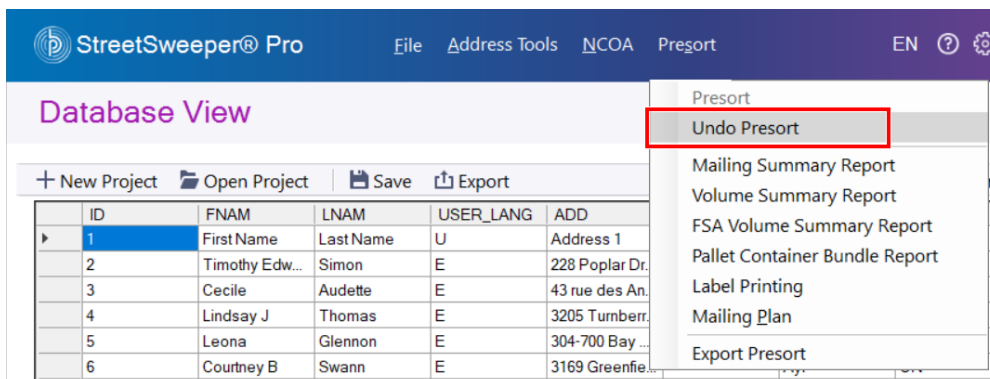 StreetSweeper® Pro File Address Tools NCOA Presort EN
Database View
Presort
Undo Presort
Mailing Summary Report
Volume Summary Report
FSA Volume Summary Report
Pallet Container Bundle Report
Label Printing
Mailing Plan
Export Presort
New Project Open Project Save Export
ID FNAM LNAM USER_LANG ADD
1 First Name Last Name U Address 1
2 Timothy Edw... Simon E 228 Poplar Dr.
3 Cecile Audette E 43 rue des An.
4 Lindsay J Thomas E 3205 Turnberr.
5 Leona Glennon E 304-700 Bay ...
6 Courtney B Swann E 3169 Greenfie...